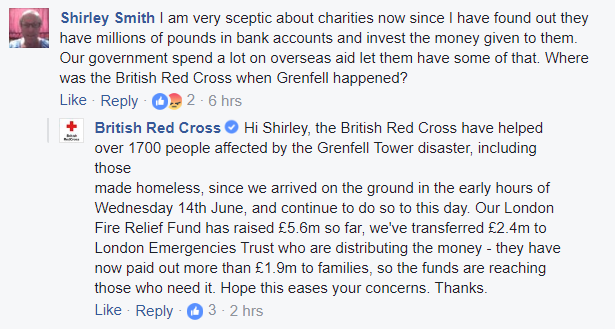 Shirley Smith I am very sceptic about charities now since I have found out they
have millions of pounds in bank accounts and invest the money given to them.
Our government spend a lot on overseas aid let them have some of that. Where
was the British Red Cross when Grenfell happened?
Like · Reply · 2 · 6 hrs
British Red Cross Hi Shirley, the British Red Cross have helped
over 1700 people affected by the Grenfell Tower disaster, including
those
made homeless, since we arrived on the ground in the early hours of
Wednesday 14th June, and continue to do so to this day. Our London
Fire Relief Fund has raised £5.6m so far, we've transferred £2.4m to
London Emergencies Trust who are distributing the money - they have
now paid out more than £1.9m to families, so the funds are reaching
those who need it. Hope this eases your concerns. Thanks.
Like · Reply · 3 · 2 hrs